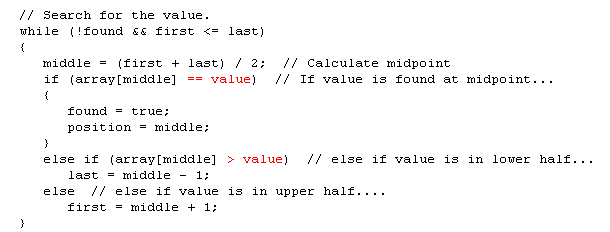 // Search for the value.
while (!found && first <= last)
{
   middle = (first + last) / 2;  // Calculate midpoint
   if (array[middle] == value)  // If value is found at midpoint...
   {
      found = true;
      position = middle;
   }
   else if (array[middle] > value)  // else if value is in lower half...
      last = middle - 1;
   else  // else if value is in upper half....
      first = middle + 1;
}